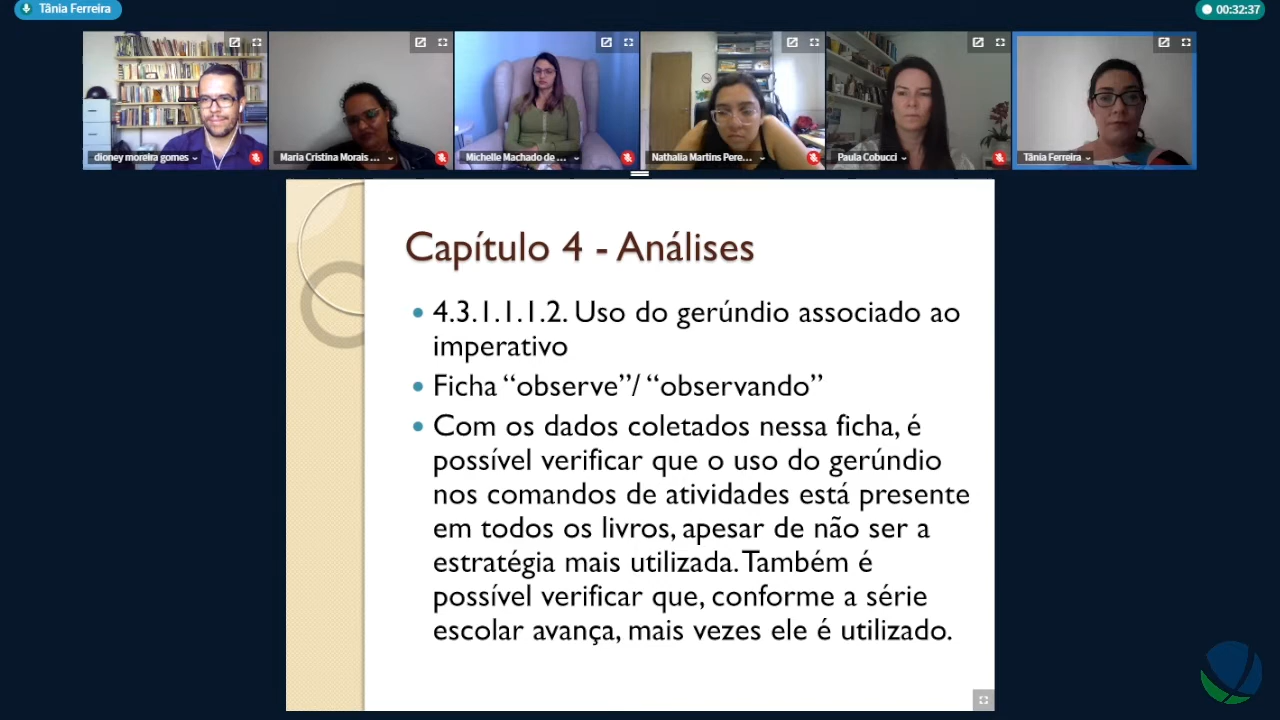 Tânia Ferreira
00:32:37
dioney moreira gomes
Maria Cristina Morais ...
Michelle Machado de ...
Nathalia Martins Pere...
Paula Cobucci
Tânia Ferreira
Capítulo 4 - Análises
• 4.3.1.1.1.2. Uso do gerúndio associado ao
imperativo
• Ficha “observe”/ “observando”
• Com os dados coletados nessa ficha, é
possível verificar que o uso do gerúndio
nos comandos de atividades está presente
em todos os livros, apesar de não ser a
estratégia mais utilizada. Também é
possível verificar que, conforme a série
escolar avança, mais vezes ele é utilizado.